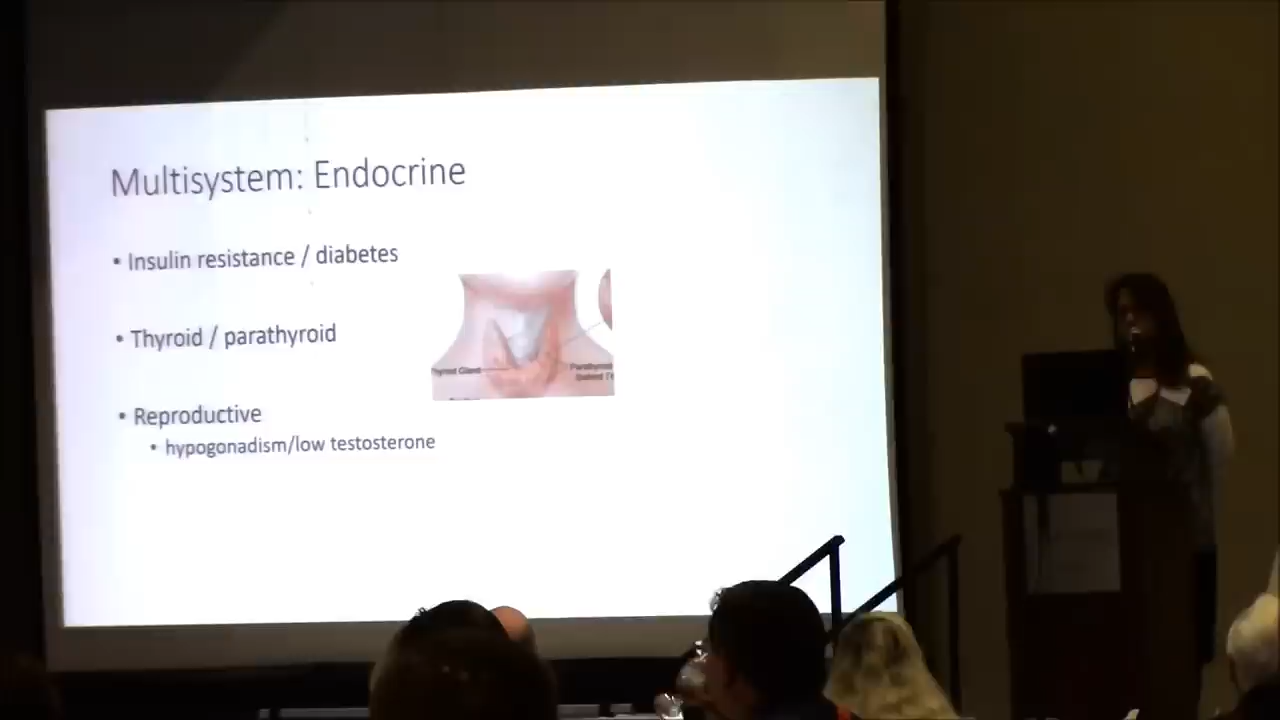 Multisystem: Endocrine
• Insulin resistance / diabetes
• Thyroid / parathyroid
• Reproductive
• hypogonadism/low testosterone